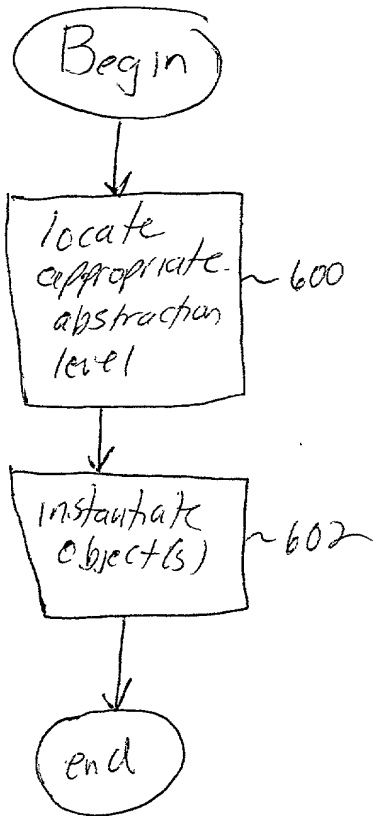 Begin
locate
appropriate
abstraction
level
600
instantiate
object(s)
602
end